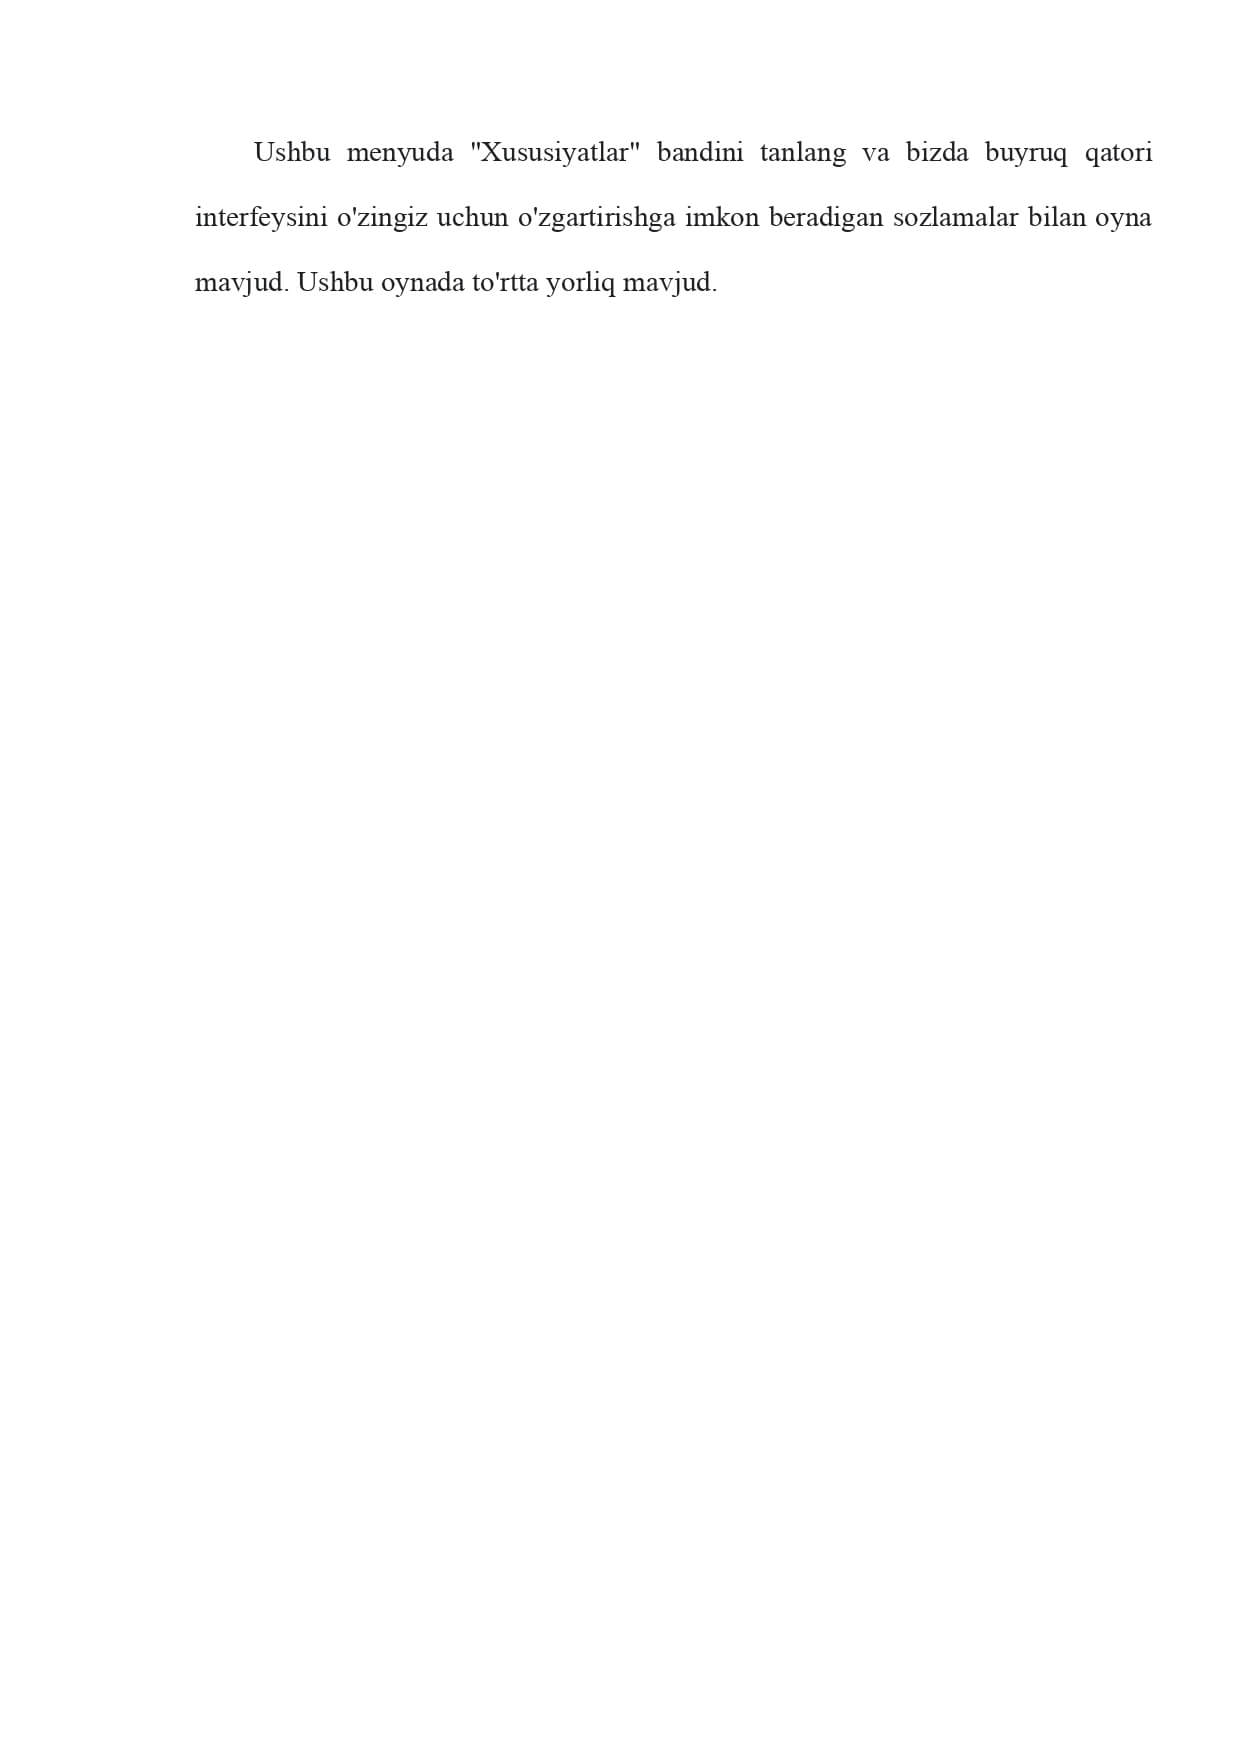 Ushbu menyuda "Xususiyatlar" bandini tanlang va bizda buyruq qatori
interfeysini o'zingiz uchun o'zgartirishga imkon beradigan sozlamalar bilan oyna
mavjud. Ushbu oynada to'rtta yorliq mavjud.